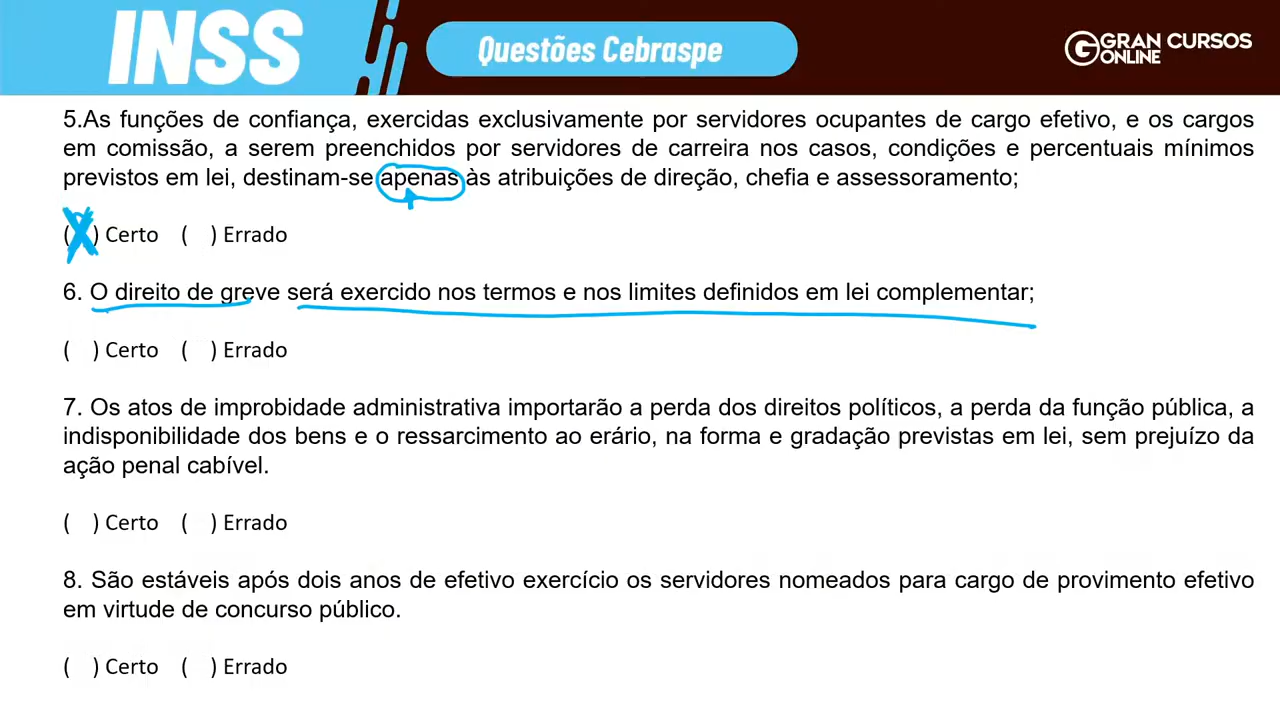 INSS
Questões Cebraspe
GRAN CURSOS
ONLINE
5.As funções de confiança, exercidas exclusivamente por servidores ocupantes de cargo efetivo, e os cargos
em comissão, a serem preenchidos por servidores de carreira nos casos, condições e percentuais mínimos
previstos em lei, destinam-se apenas às atribuições de direção, chefia e assessoramento;
(X) Certo ( ) Errado
6. O direito de greve será exercido nos termos e nos limites definidos em lei complementar;
( ) Certo ( ) Errado
7. Os atos de improbidade administrativa importarão a perda dos direitos políticos, a perda da função pública, a
indisponibilidade dos bens e o ressarcimento ao erário, na forma e gradação previstas em lei, sem prejuízo da
ação penal cabível.
( ) Certo ( ) Errado
8. São estáveis após dois anos de efetivo exercício os servidores nomeados para cargo de provimento efetivo
em virtude de concurso público.
( ) Certo ( ) Errado